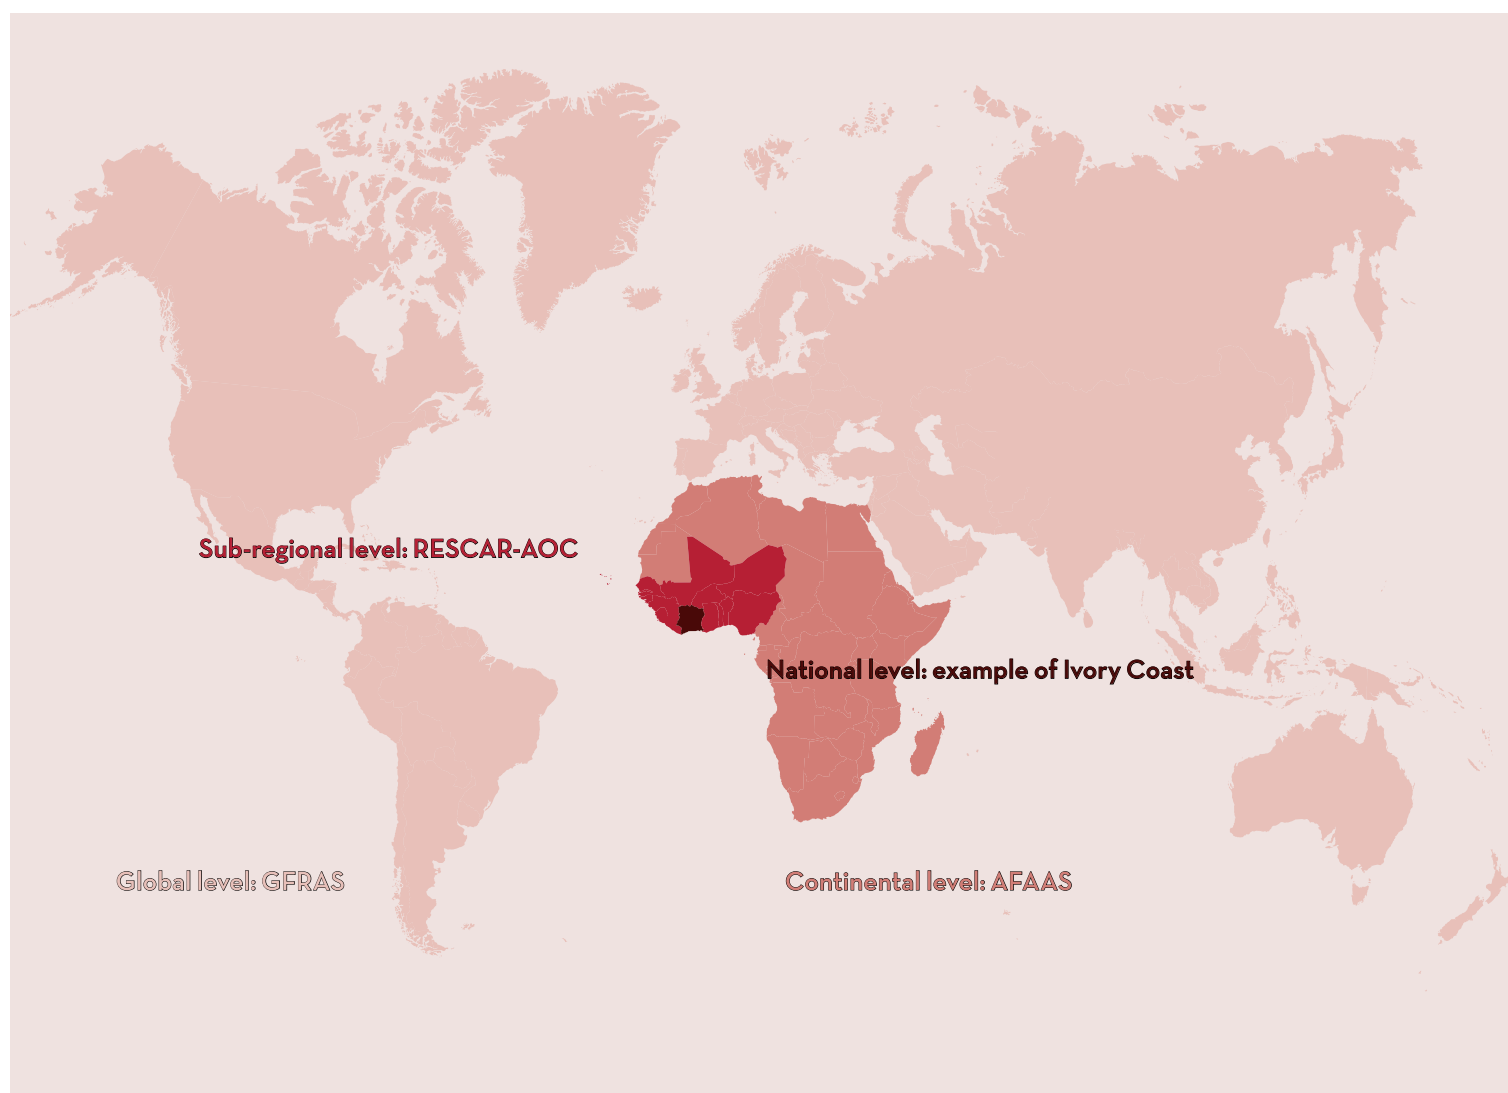 Sub-regional level: RESCAR-AOC
National level: example of Ivory Coast
Global level: GFRAS
Continental level: AFAAS